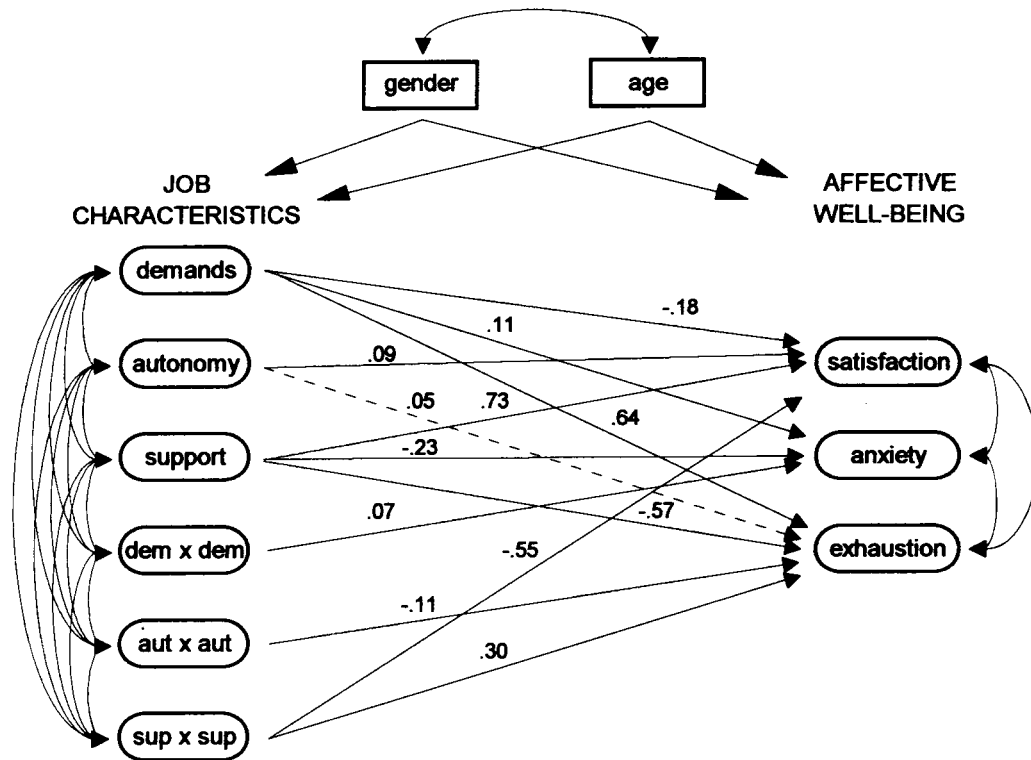 gender
age
JOB
CHARACTERISTICS
AFFECTIVE
WELL-BEING
demands
-.18
.11
autonomy
.09
satisfaction
.05
.73
.64
support
-.23
anxiety
.07
-.57
dem x dem
-.55
exhaustion
-.11
aut x aut
.30
sup x sup